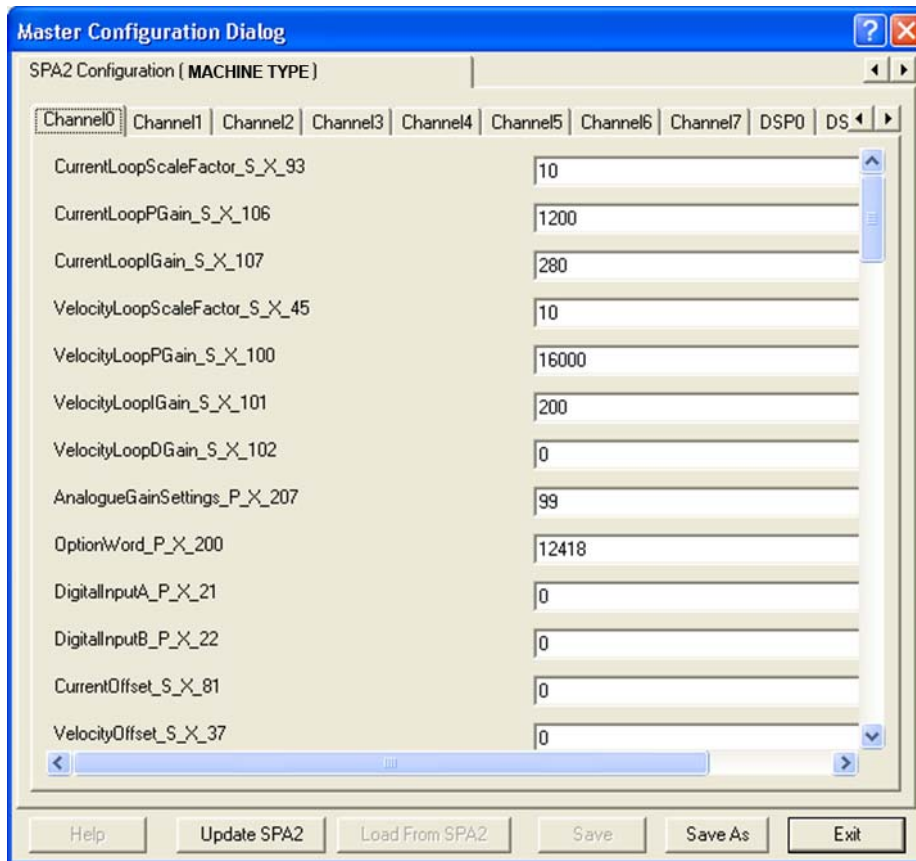 Master Configuration Dialog
SPA2 Configuration ( MACHINE TYPE )
Channel0 Channel1 Channel2 Channel3 Channel4 Channel5 Channel6 Channel7 DSP0 DS
CurrentLoopScaleFactor_S_X_93 10
CurrentLoopPGain_S_X_106 1200
CurrentLoopIGain_S_X_107 280
VelocityLoopScaleFactor_S_X_45 10
VelocityLoopPGain_S_X_100 16000
VelocityLoopIGain_S_X_101 200
VelocityLoopDGain_S_X_102 0
AnalogueGainSettings_P_X_207 99
OptionWord_P_X_200 12418
DigitalInputA_P_X_21 0
DigitalInputB_P_X_22 0
CurrentOffset_S_X_81 0
VelocityOffset_S_X_37 0
Help Update SPA2 Load From SPA2 Save Save As Exit